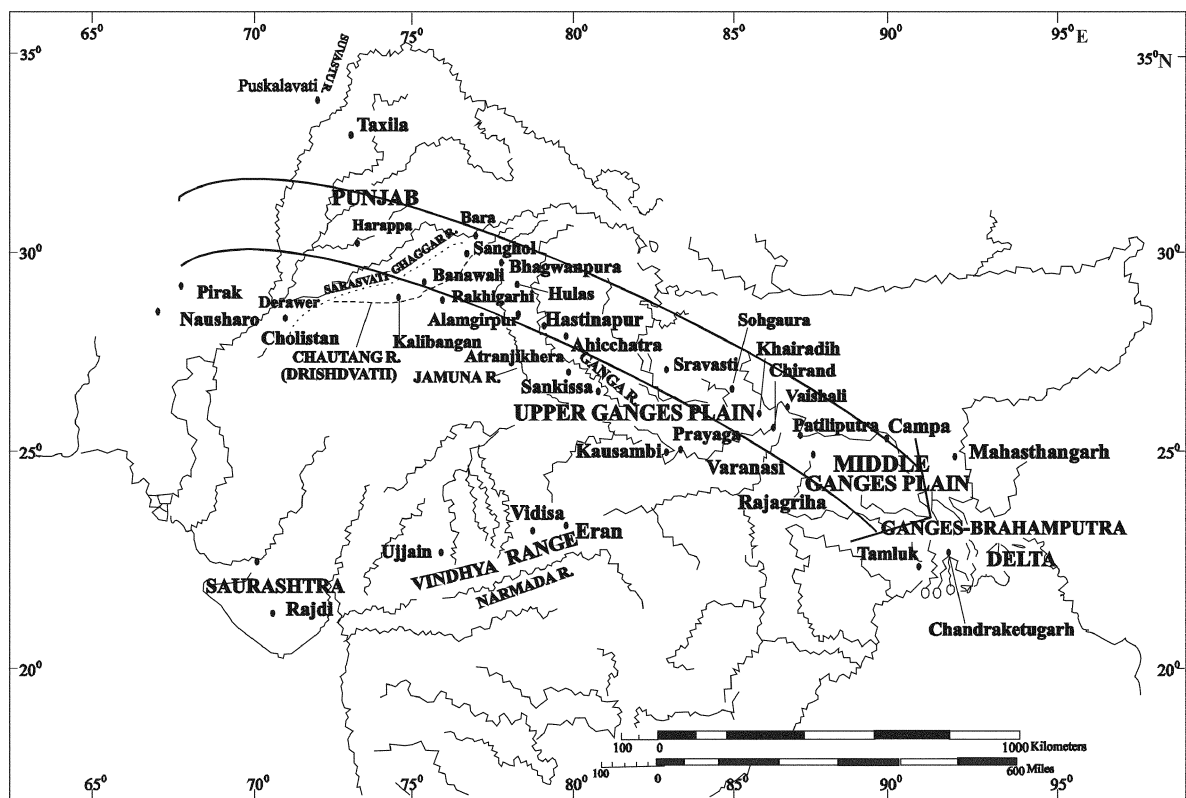 65⁰ 70⁰ 75⁰ 80⁰ 85⁰ 90⁰ 95⁰ E
35⁰ 35⁰N
SUVASTU R.
Puskalavati
Taxila
PUNJAB
Harappa
Bara
30⁰ 30⁰
SARASVATI GHAGGAR R.
Sanghol
Banawali
Bhagwanpura
Pirak
Derawer
Rakhigarhi
Hulas
Nausharo
Alamgirpur
Hastinapur
Sohgaura
Cholistan
Kalibangan
Ahicchatra
Khairadih
CHAUTANG R.
(DRISHDVATII)
Atranjikhera
Sravasti
Chirand
JAMUNA R.
GANGA R.
Sankissa
Vaishali
UPPER GANGES PLAIN
Patiliputra
Campa
Prayaga
25⁰ 25⁰
Kausambi
Mahasthangarh
Varanasi
MIDDLE
GANGES PLAIN
Rajagriha
Vidisa
Eran
GANGES-BRAHAMPUTRA
DELTA
Ujjain
VINDHYA RANGE
Tamluk
NARMADA R.
SAURASHTRA
Rajdi
Chandraketugarh
20⁰ 20⁰
100 0 1000 Kilometers
100 0 600 Miles
65⁰ 70⁰ 75⁰ 80⁰ 85⁰ 90⁰ 95⁰